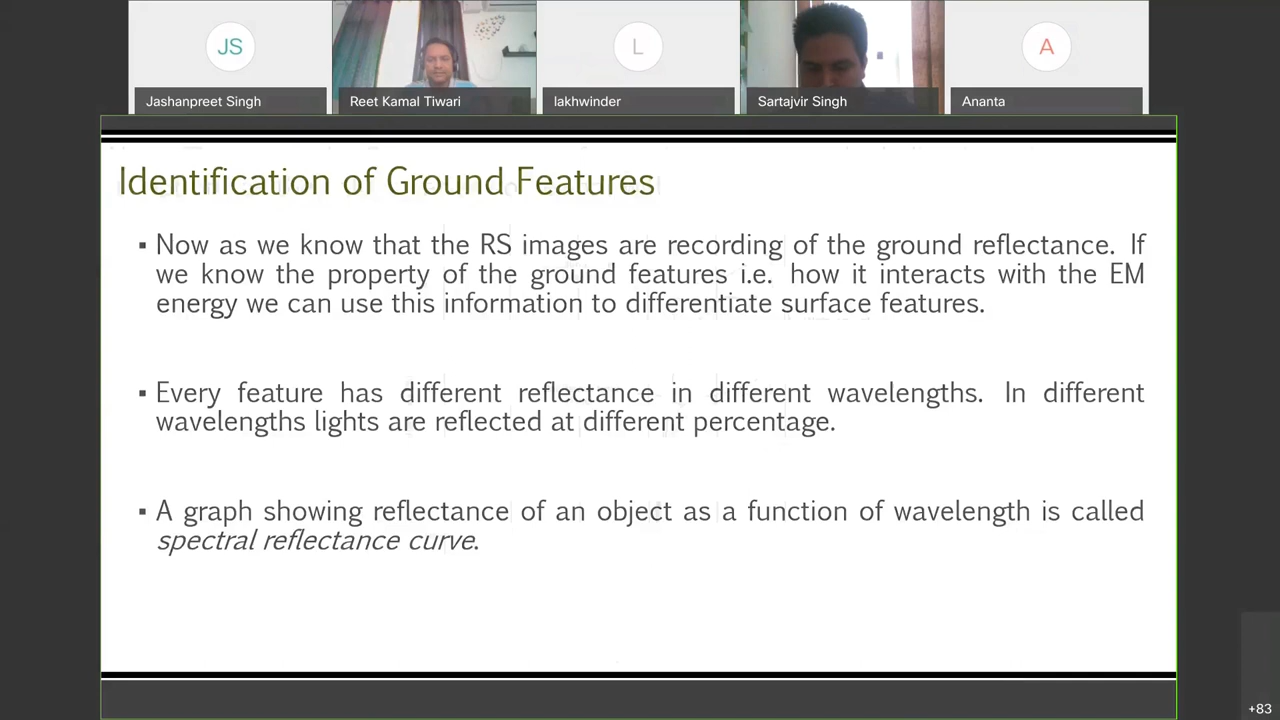 JS
L
A
Jashanpreet Singh
Reet Kamal Tiwari
lakhwinder
Sartajvir Singh
Ananta
Identification of Ground Features
▪ Now as we know that the RS images are recording of the ground reflectance. If
we know the property of the ground features i.e. how it interacts with the EM
energy we can use this information to differentiate surface features.
▪ Every feature has different reflectance in different wavelengths. In different
wavelengths lights are reflected at different percentage.
▪ A graph showing reflectance of an object as a function of wavelength is called
spectral reflectance curve.
+83